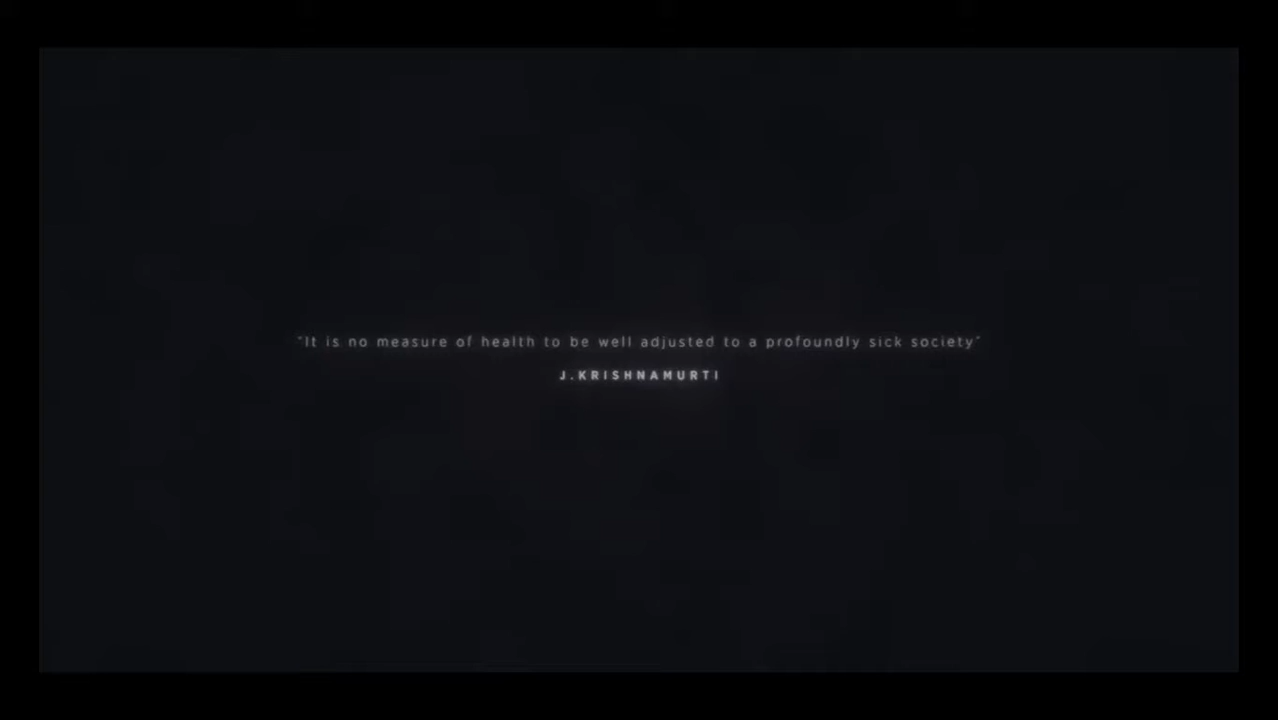 "It is no measure of health to be well adjusted to a profoundly sick society"
J.KRISHNAMURTI